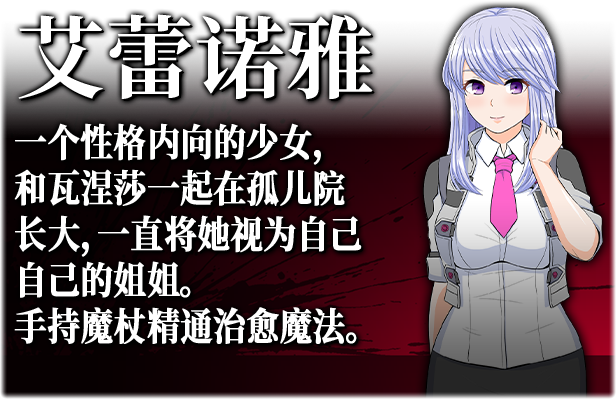 艾蕾诺雅
一个性格内向的少女,
和瓦涅莎一起在孤儿院
长大, 一直将她视为自己
自己的姐姐。
手持魔杖精通治愈魔法。